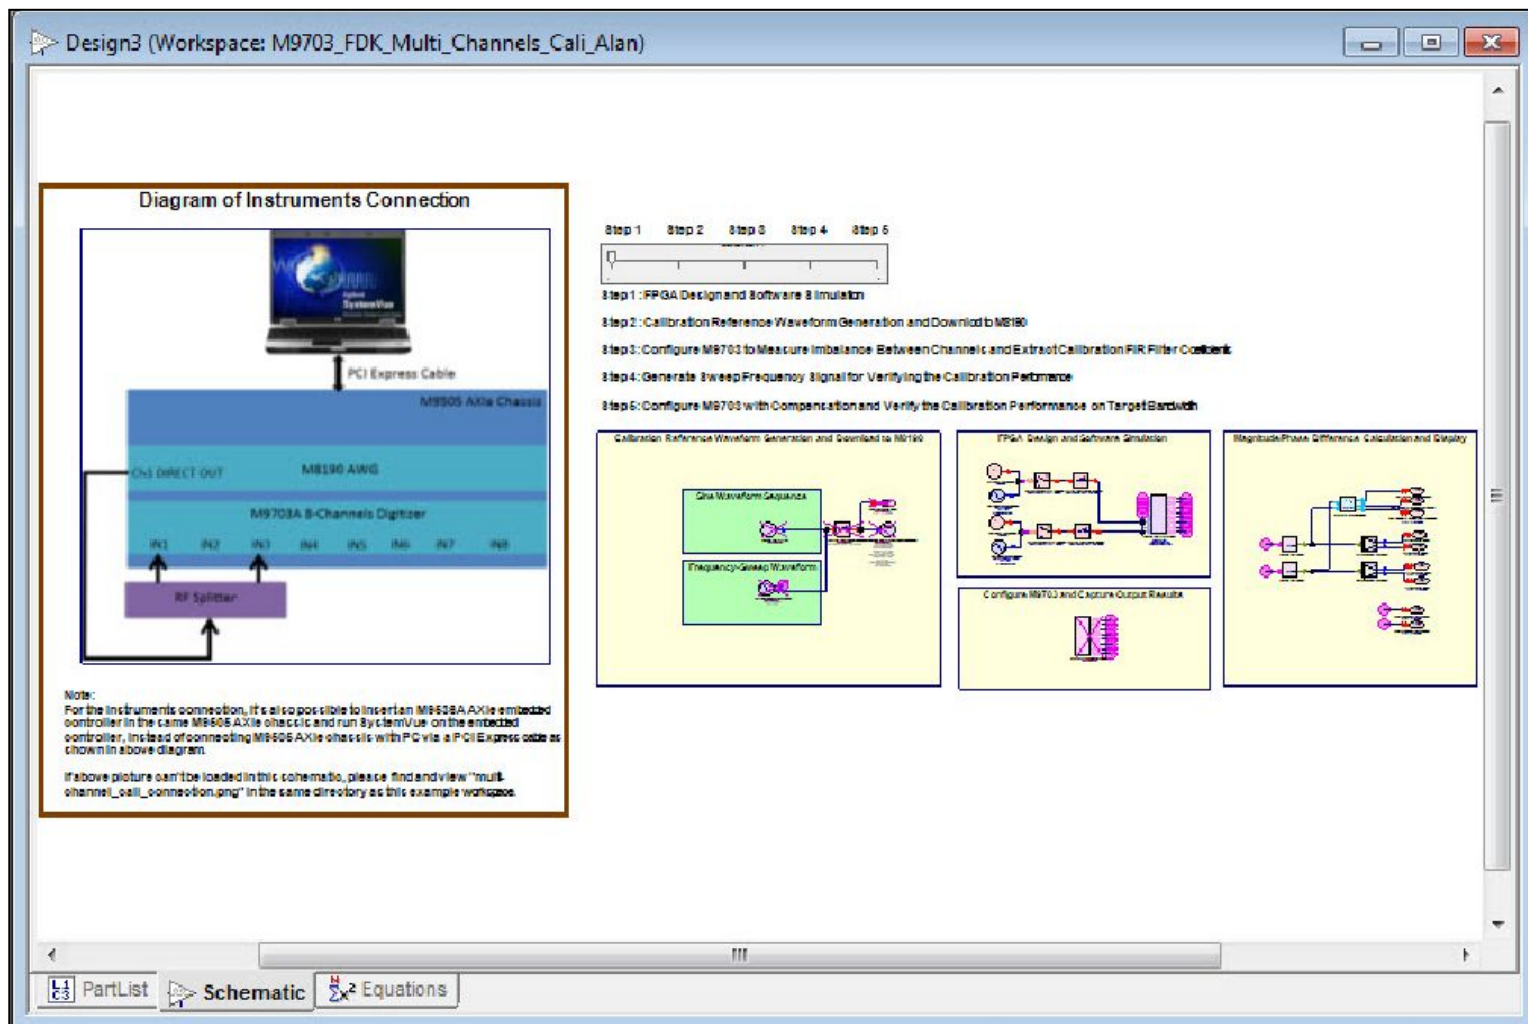 Design3 (Workspace: M9703_FDK_Multi_Channels_Cali_Alan)
Diagram of Instruments Connection
Agilent
SystemVue
PCI Express Cable
M9505 AXIe Chassis
Ch1 DIRECT OUT
M8190 AWG
M9703A 8-Channels Digitizer
IN1 IN2 IN3 IN4 IN5 IN6 IN7 IN8
RF Splitter
Note:
For the instruments connection, it's also possible to insert an M9536A AXIe embedded
controller in the same M9505 AXIe chassis and run SystemVue on the embedded
controller, instead of connecting M9505 AXIe chassis with PC via a PCI Express cable as
shown in above diagram.
If above picture can't be loaded in this schematic, please find and view "multi-
channel_cali_connection.png" in the same directory as this example workspace.
Step 1 Step 2 Step 3 Step 4 Step 5
Step 1: FPGA Design and Software Simulation
Step 2: Calibration Reference Waveform Generation and Downlod to M8190
Step 3: Configure M9703 to Measure Imbalance Between Channels and Extract Calibration FIR Filter Coefficients
Step 4: Generate Sweep Frequency Signal for Verifying the Calibration Performance
Step 5: Configure M9703 with Compensation and Verify the Calibration Performance on Target Bandwidth
Calibration Reference Waveform Generation and Download to M8190
Sine Waveform Sequence
Frequency-Sweep Waveform
FPGA Design and Software Simulation
Configure M9703 and Capture Output Results
Magnitude/Phase Difference Calculation and Display
PartList
Schematic
Equations